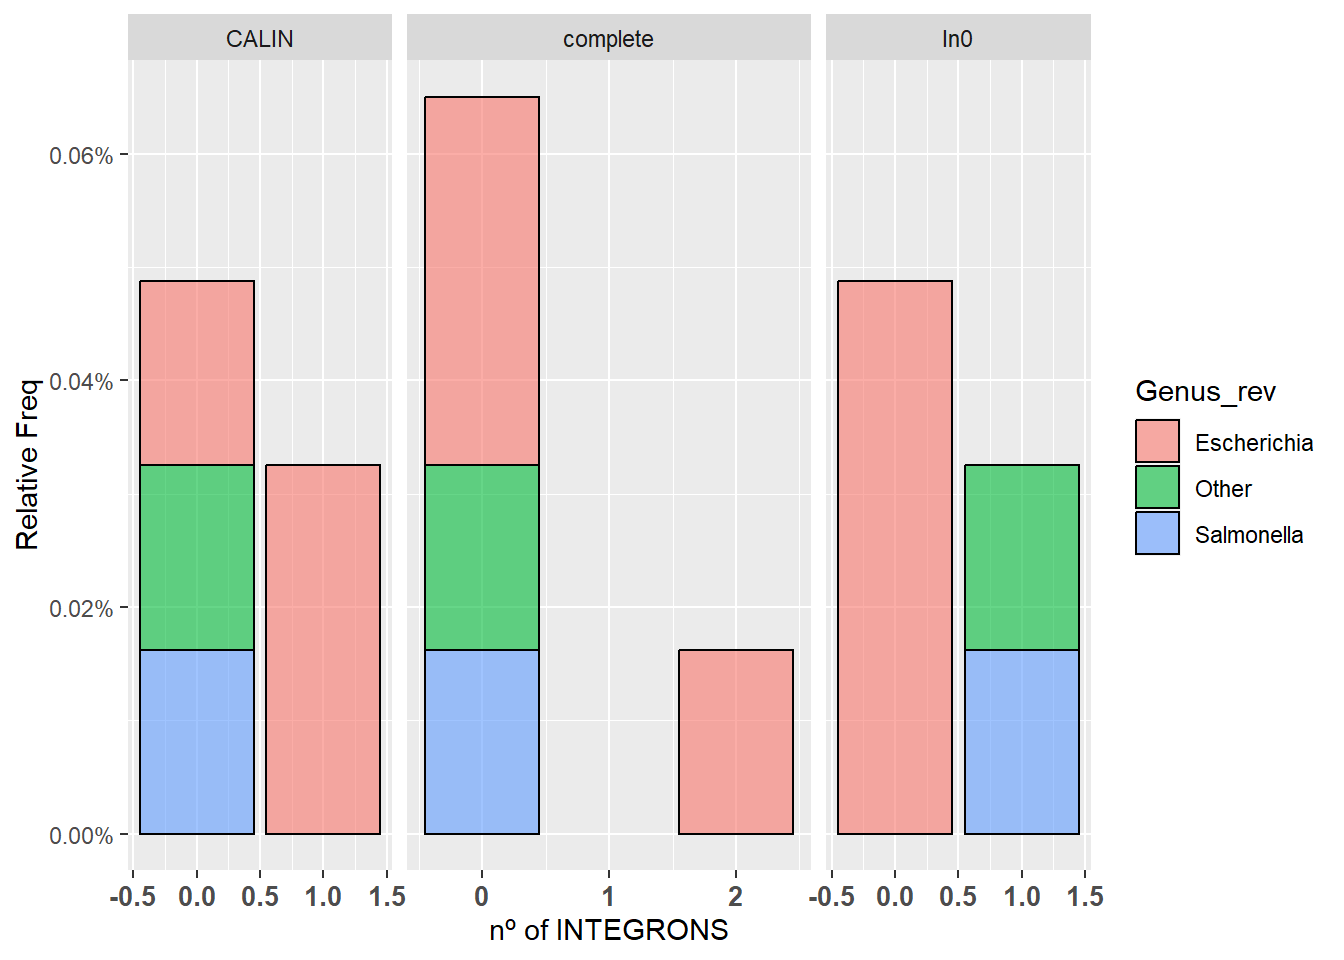 CALIN complete In0
0.06%
0.04%
0.02%
0.00%
Relative Freq
-0.5 0.0 0.5 1.0 1.5 0 1 2 -0.5 0.0 0.5 1.0 1.5
nº of INTEGRONS
Genus_rev
Escherichia
Other
Salmonella